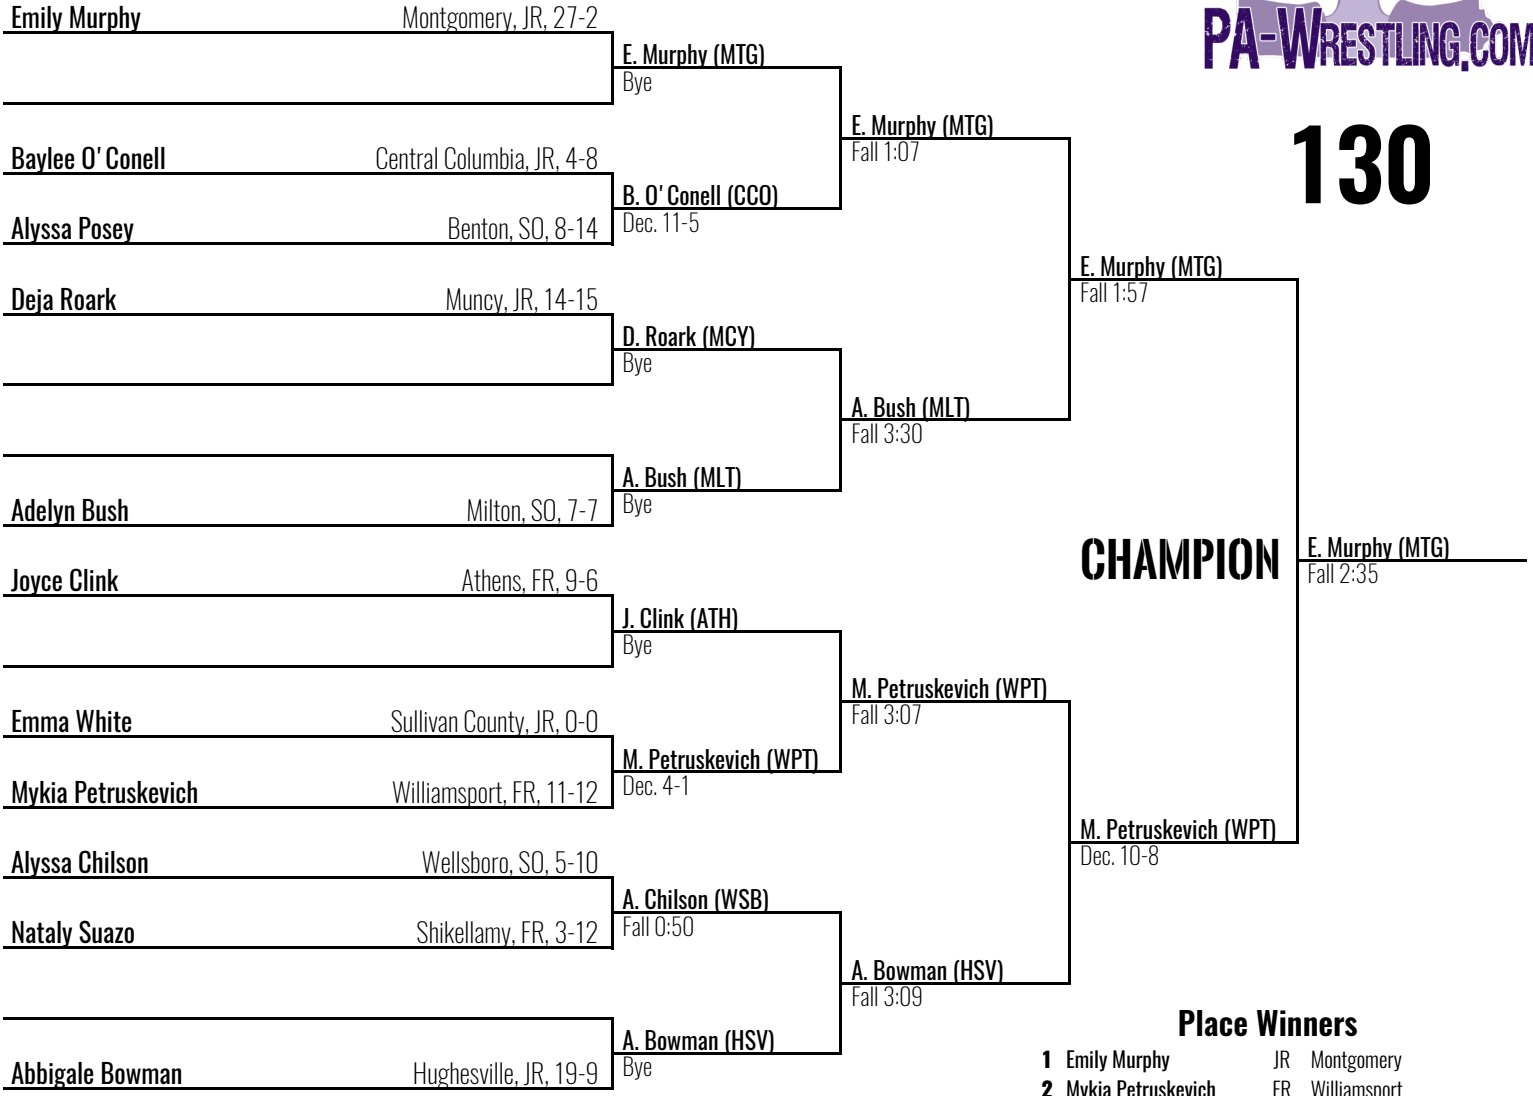 Emily Murphy Montgomery, JR, 27-2
PA-WRESTLING.COM
E. Murphy (MTG)
Bye
E. Murphy (MTG)
Fall 1:07
130
Baylee O'Conell Central Columbia, JR, 4-8
B. O'Conell (CCO)
Dec. 11-5
Alyssa Posey Benton, SO, 8-14
E. Murphy (MTG)
Fall 1:57
Deja Roark Muncy, JR, 14-15
D. Roark (MCY)
Bye
A. Bush (MLT)
Fall 3:30
A. Bush (MLT)
Bye
Adelyn Bush Milton, SO, 7-7
CHAMPION
E. Murphy (MTG)
Fall 2:35
Joyce Clink Athens, FR, 9-6
J. Clink (ATH)
Bye
M. Petruskevich (WPT)
Fall 3:07
Emma White Sullivan County, JR, 0-0
M. Petruskevich (WPT)
Dec. 4-1
Mykia Petruskevich Williamsport, FR, 11-12
M. Petruskevich (WPT)
Dec. 10-8
Alyssa Chilson Wellsboro, SO, 5-10
A. Chilson (WSB)
Fall 0:50
Nataly Suazo Shikellamy, FR, 3-12
A. Bowman (HSV)
Fall 3:09
A. Bowman (HSV)
Bye
Abbigale Bowman Hughesville, JR, 19-9
Place Winners
1 Emily Murphy JR Montgomery
2 Mykia Petruskevich FR Williamsport